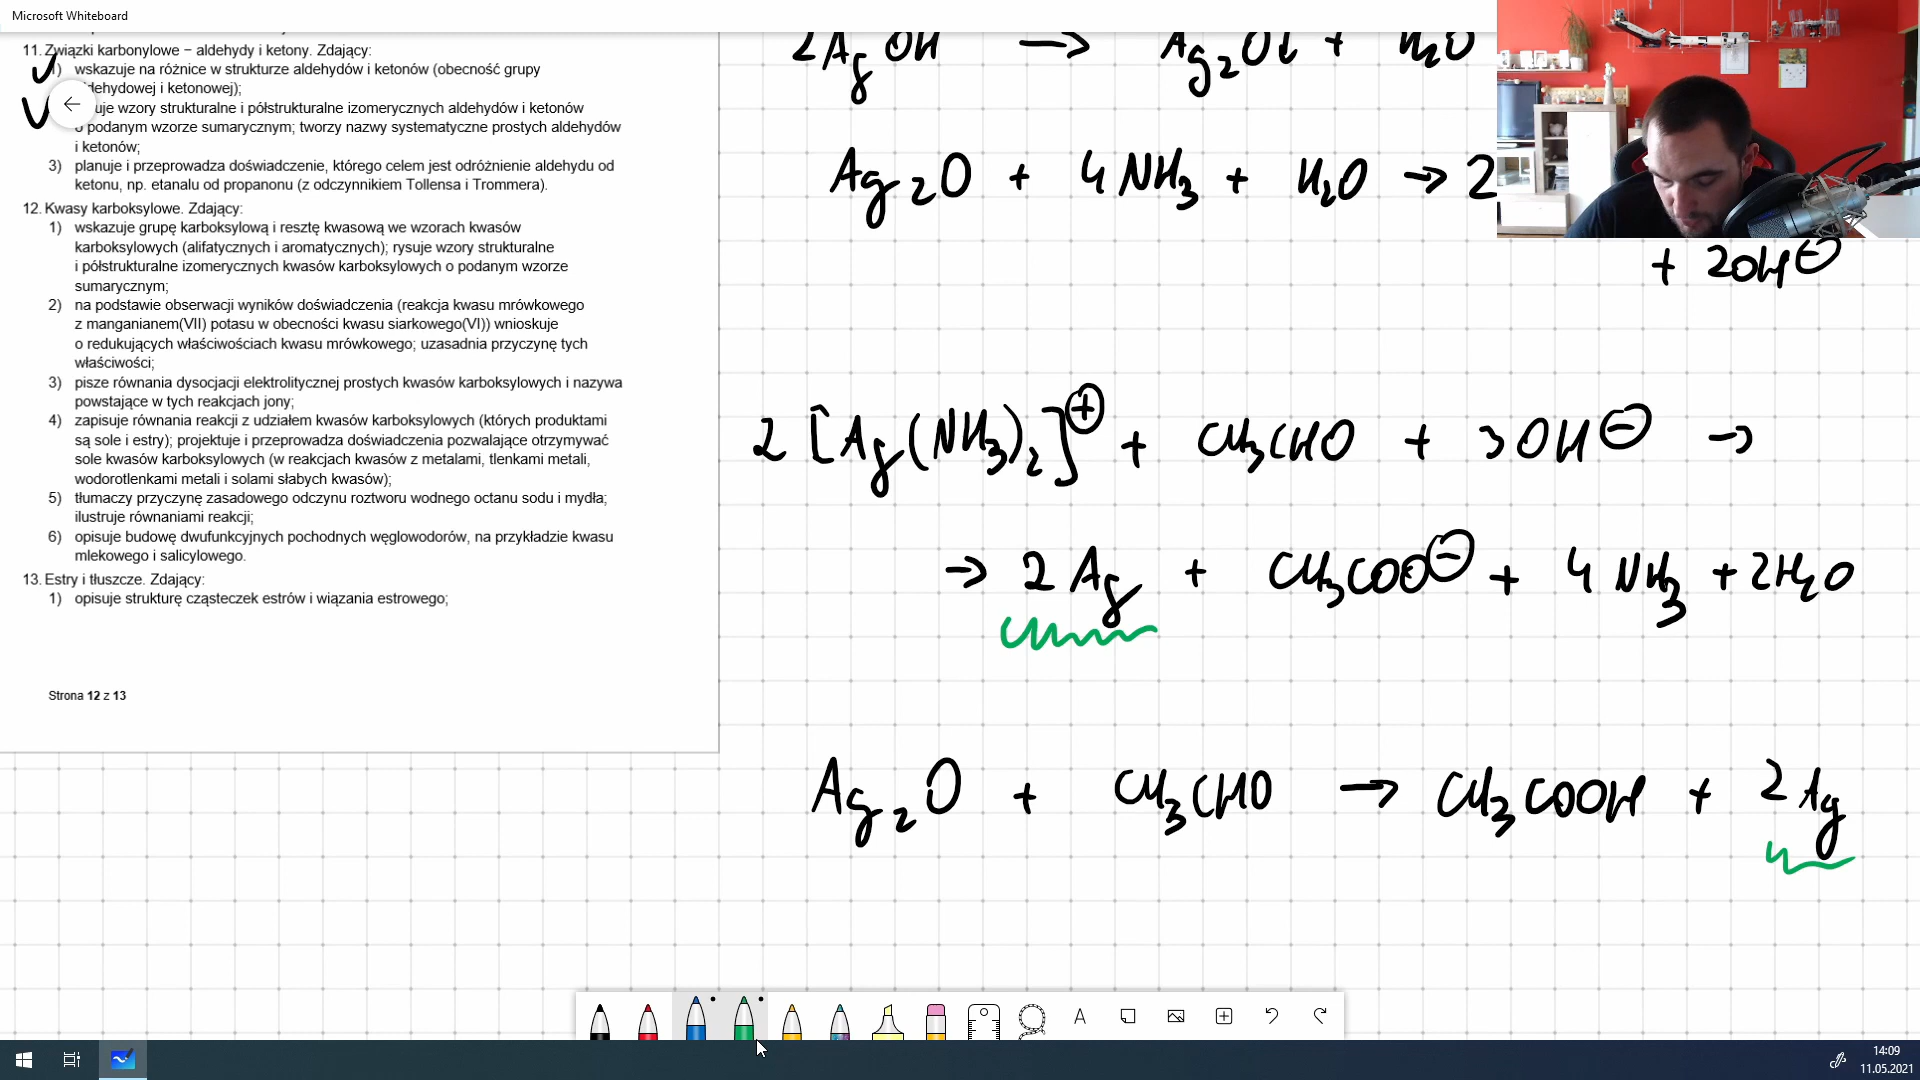 Microsoft Whiteboard
11. Związki karbonylowe − aldehydy i ketony. Zdający:
1) wskazuje na różnice w strukturze aldehydów i ketonów (obecność grupy
dehydowej i ketonowej);
uje wzory strukturalne i półstrukturalne izomerycznych aldehydów i ketonów
o podanym wzorze sumarycznym; tworzy nazwy systematyczne prostych aldehydów
i ketonów;
3) planuje i przeprowadza doświadczenie, którego celem jest odróżnienie aldehydu od
ketonu, np. etanalu od propanonu (z odczynnikiem Tollensa i Trommera).
12. Kwasy karboksylowe. Zdający:
1) wskazuje grupę karboksylową i resztę kwasową we wzorach kwasów
karboksylowych (alifatycznych i aromatycznych); rysuje wzory strukturalne
i półstrukturalne izomerycznych kwasów karboksylowych o podanym wzorze
sumarycznym;
2) na podstawie obserwacji wyników doświadczenia (reakcja kwasu mrówkowego
z manganianem(VII) potasu w obecności kwasu siarkowego(VI)) wnioskuje
o redukujących właściwościach kwasu mrówkowego; uzasadnia przyczynę tych
właściwości;
3) pisze równania dysocjacji elektrolitycznej prostych kwasów karboksylowych i nazywa
powstające w tych reakcjach jony;
4) zapisuje równania reakcji z udziałem kwasów karboksylowych (których produktami
są sole i estry); projektuje i przeprowadza doświadczenia pozwalające otrzymywać
sole kwasów karboksylowych (w reakcjach kwasów z metalami, tlenkami metali,
wodorotlenkami metali i solami słabych kwasów);
5) tłumaczy przyczynę zasadowego odczynu roztworu wodnego octanu sodu i mydła;
ilustruje równaniami reakcji;
6) opisuje budowę dwufunkcyjnych pochodnych węglowodorów, na przykładzie kwasu
mlekowego i salicylowego.
13. Estry i tłuszcze. Zdający:
1) opisuje strukturę cząsteczek estrów i wiązania estrowego;
Strona 12 z 13
2AgOH → Ag₂O↓ + H₂O
Ag₂O + 4NH₃ + H₂O → 2
+ 2OH⊖
2[Ag(NH₃)₂]⊕ + CH₃CHO + 3OH⊖ →
→ 2Ag + CH₃COO⊖ + 4NH₃ + 2H₂O
Ag₂O + CH₃CHO → CH₃COOH + 2Ag
A
14:09
11.05.2021